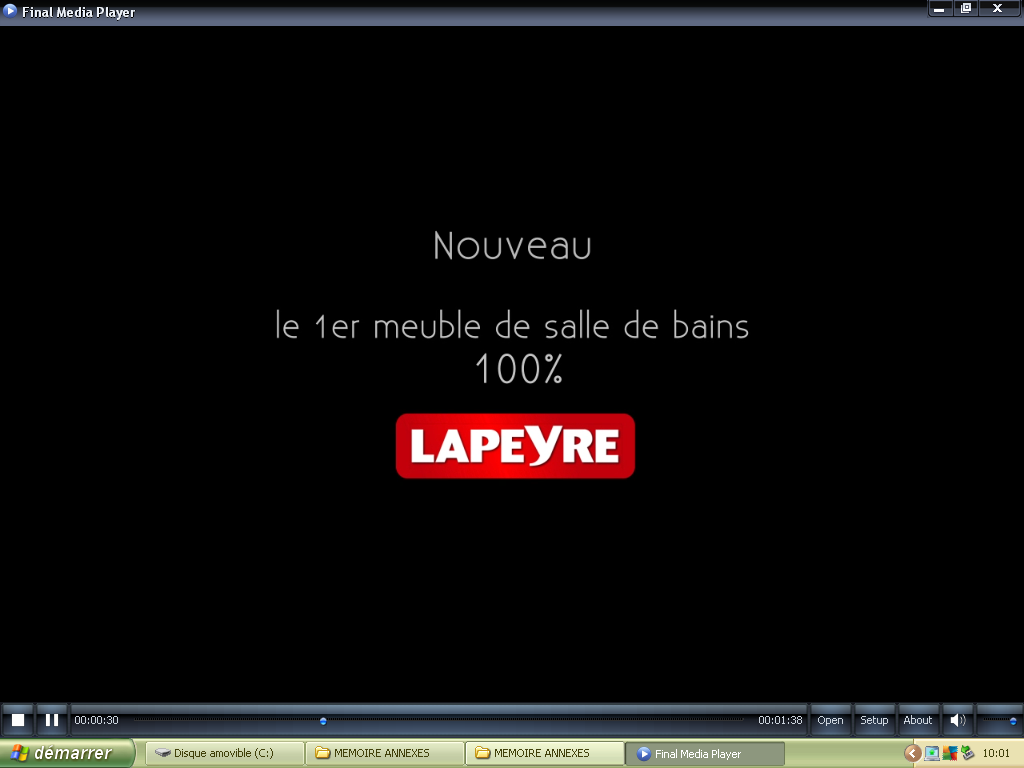 Final Media Player
Nouveau
le 1er meuble de salle de bains
100%
LAPEYRE
00:00:30
00:01:38
Open
Setup
About
démarrer
Disque amovible (C:)
MEMOIRE ANNEXES
MEMOIRE ANNEXES
Final Media Player
10:01